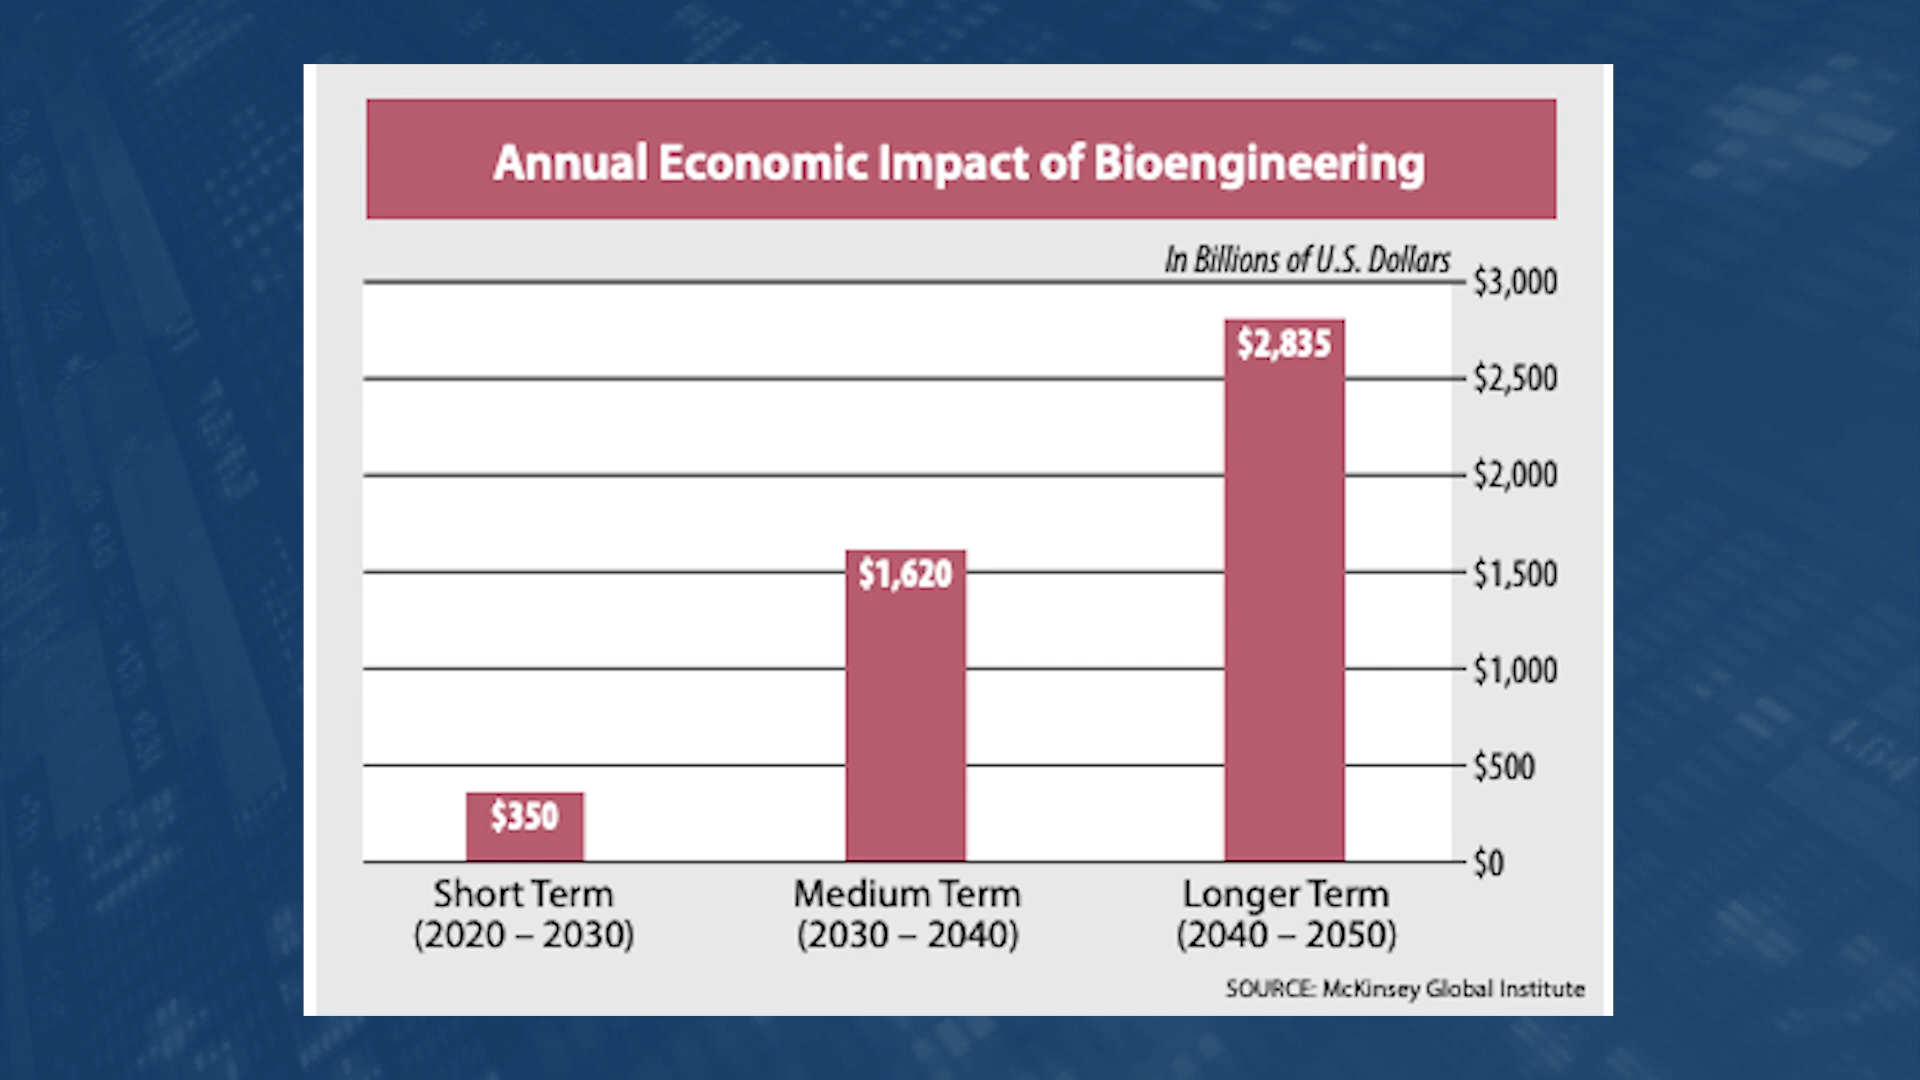 Annual Economic Impact of Bioengineering
In Billions of U.S. Dollars
$3,000
$2,835
$2,500
$2,000
$1,620
$1,500
$1,000
$500
$350
$0
Short Term
(2020 – 2030)
Medium Term
(2030 – 2040)
Longer Term
(2040 – 2050)
SOURCE: McKinsey Global Institute